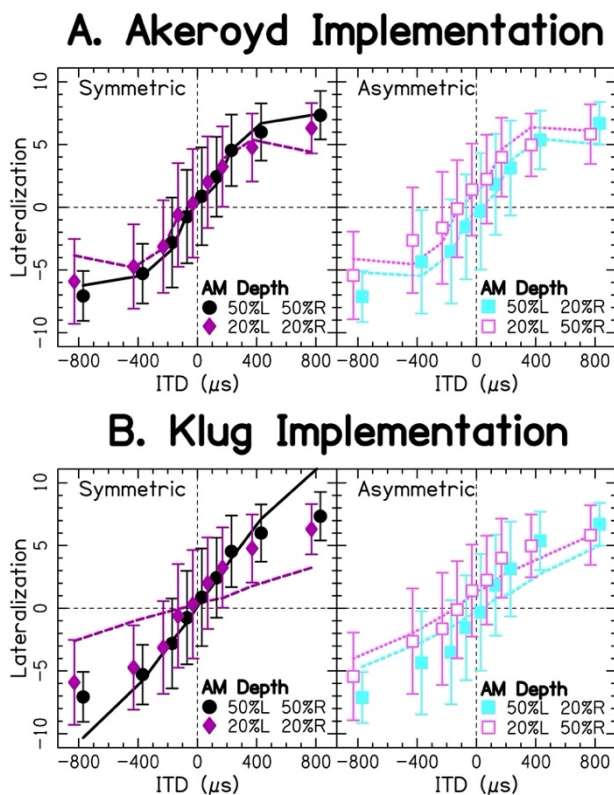 A. Akeroyd Implementation
Symmetric
Asymmetric
Lateralization
10
5
0
−5
−10
AM Depth
50%L 50%R
20%L 20%R
AM Depth
50%L 20%R
20%L 50%R
−800 −400 0 400 800
−800 −400 0 400 800
ITD (μs)
ITD (μs)
B. Klug Implementation
Symmetric
Asymmetric
Lateralization
10
5
0
−5
−10
AM Depth
50%L 50%R
20%L 20%R
AM Depth
50%L 20%R
20%L 50%R
−800 −400 0 400 800
−800 −400 0 400 800
ITD (μs)
ITD (μs)